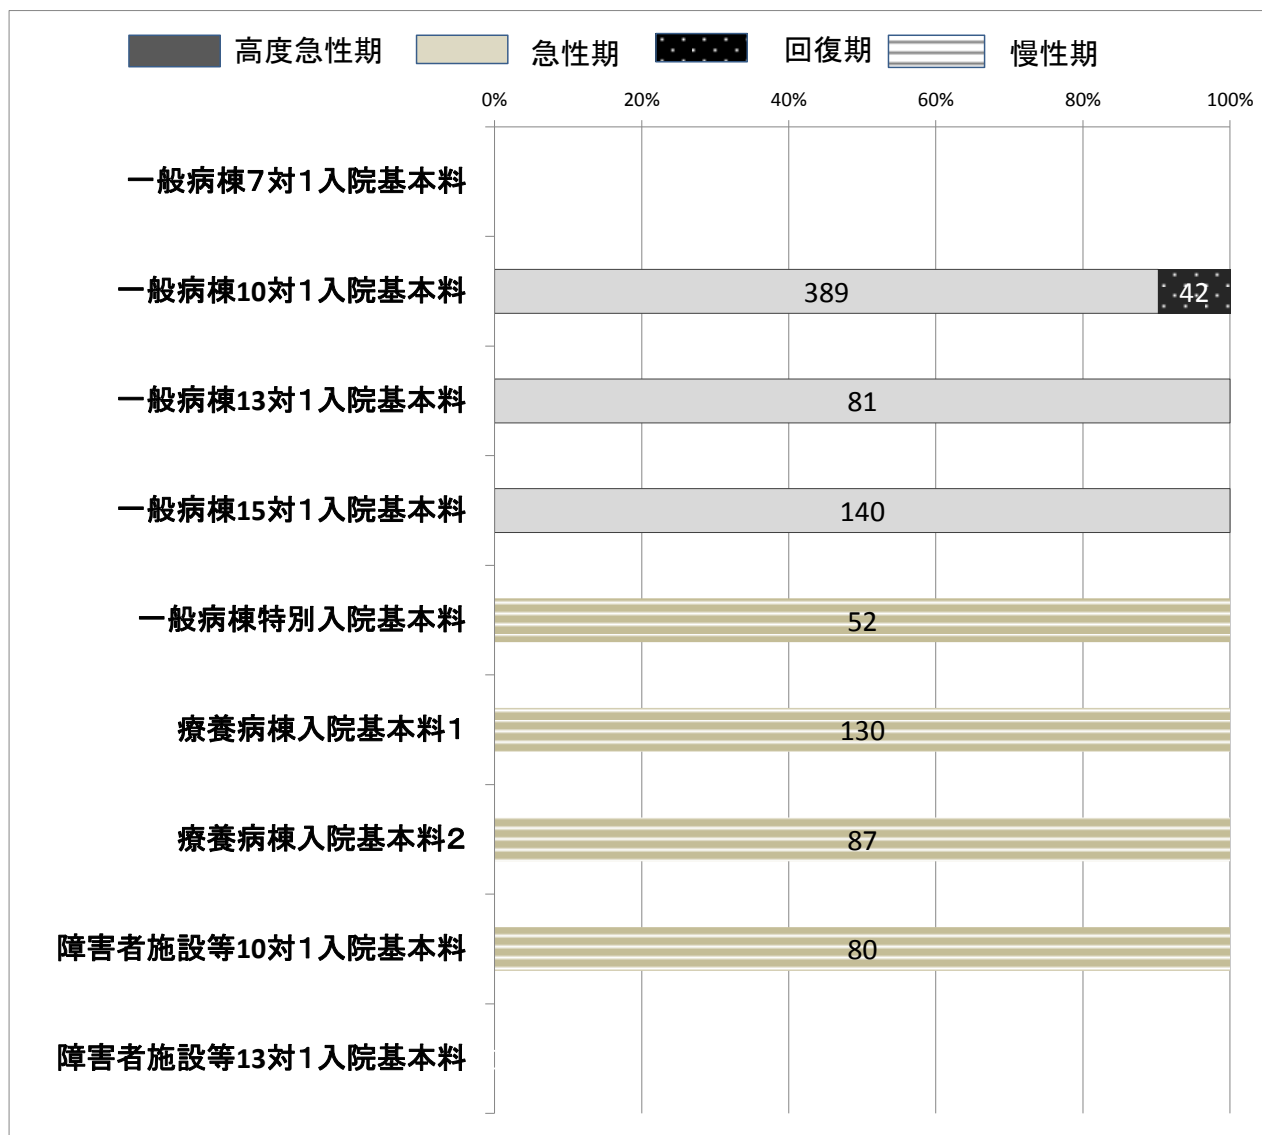 高度急性期 急性期 回復期 慢性期
0% 20% 40% 60% 80% 100%
一般病棟７対１入院基本料
一般病棟10対１入院基本料 389 42
一般病棟13対１入院基本料 81
一般病棟15対１入院基本料 140
一般病棟特別入院基本料 52
療養病棟入院基本料１ 130
療養病棟入院基本料２ 87
障害者施設等10対１入院基本料 80
障害者施設等13対１入院基本料